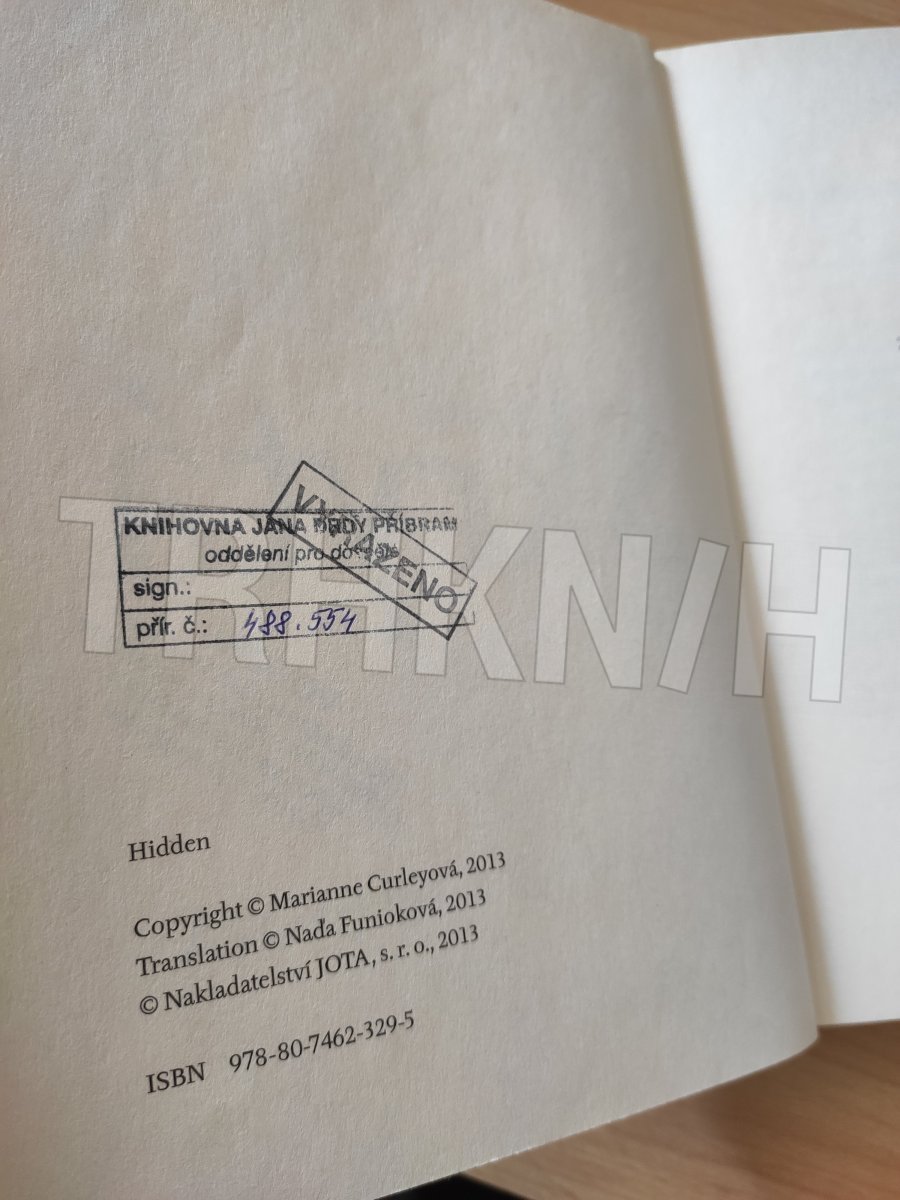 KNIHOVNA JANA DRDY PŘÍBRAM
oddělení pro dospělé
sign.:
přír. č.: 488.554
VYŘAZENO
TRHKNIH
Hidden
Copyright © Marianne Curleyová, 2013
Translation © Naďa Funioková, 2013
© Nakladatelství JOTA, s. r. o., 2013
ISBN 978-80-7462-329-5